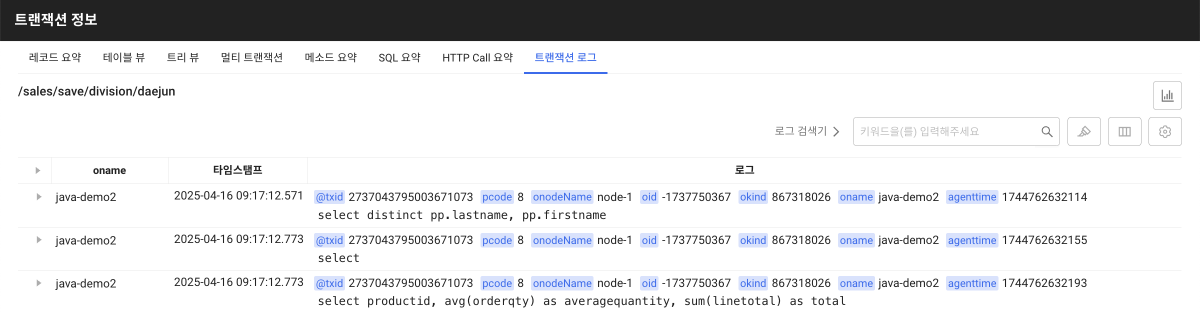 트랜잭션 정보
레코드 요약 테이블 뷰 트리 뷰 멀티 트랜잭션 메소드 요약 SQL 요약 HTTP Call 요약 트랜잭션 로그
/sales/save/division/daejun
로그 검색기 키워드을(를) 입력해주세요
oname 타임스탬프 로그
java-demo2 2025-04-16 09:17:12.571 @txid 2737043795003671073 pcode 8 onodeName node-1 oid -1737750367 okind 867318026 oname java-demo2 agenttime 1744762632114
select distinct pp.lastname, pp.firstname
java-demo2 2025-04-16 09:17:12.773 @txid 2737043795003671073 pcode 8 onodeName node-1 oid -1737750367 okind 867318026 oname java-demo2 agenttime 1744762632155
select
java-demo2 2025-04-16 09:17:12.773 @txid 2737043795003671073 pcode 8 onodeName node-1 oid -1737750367 okind 867318026 oname java-demo2 agenttime 1744762632193
select productid, avg(orderqty) as averagequantity, sum(linetotal) as total